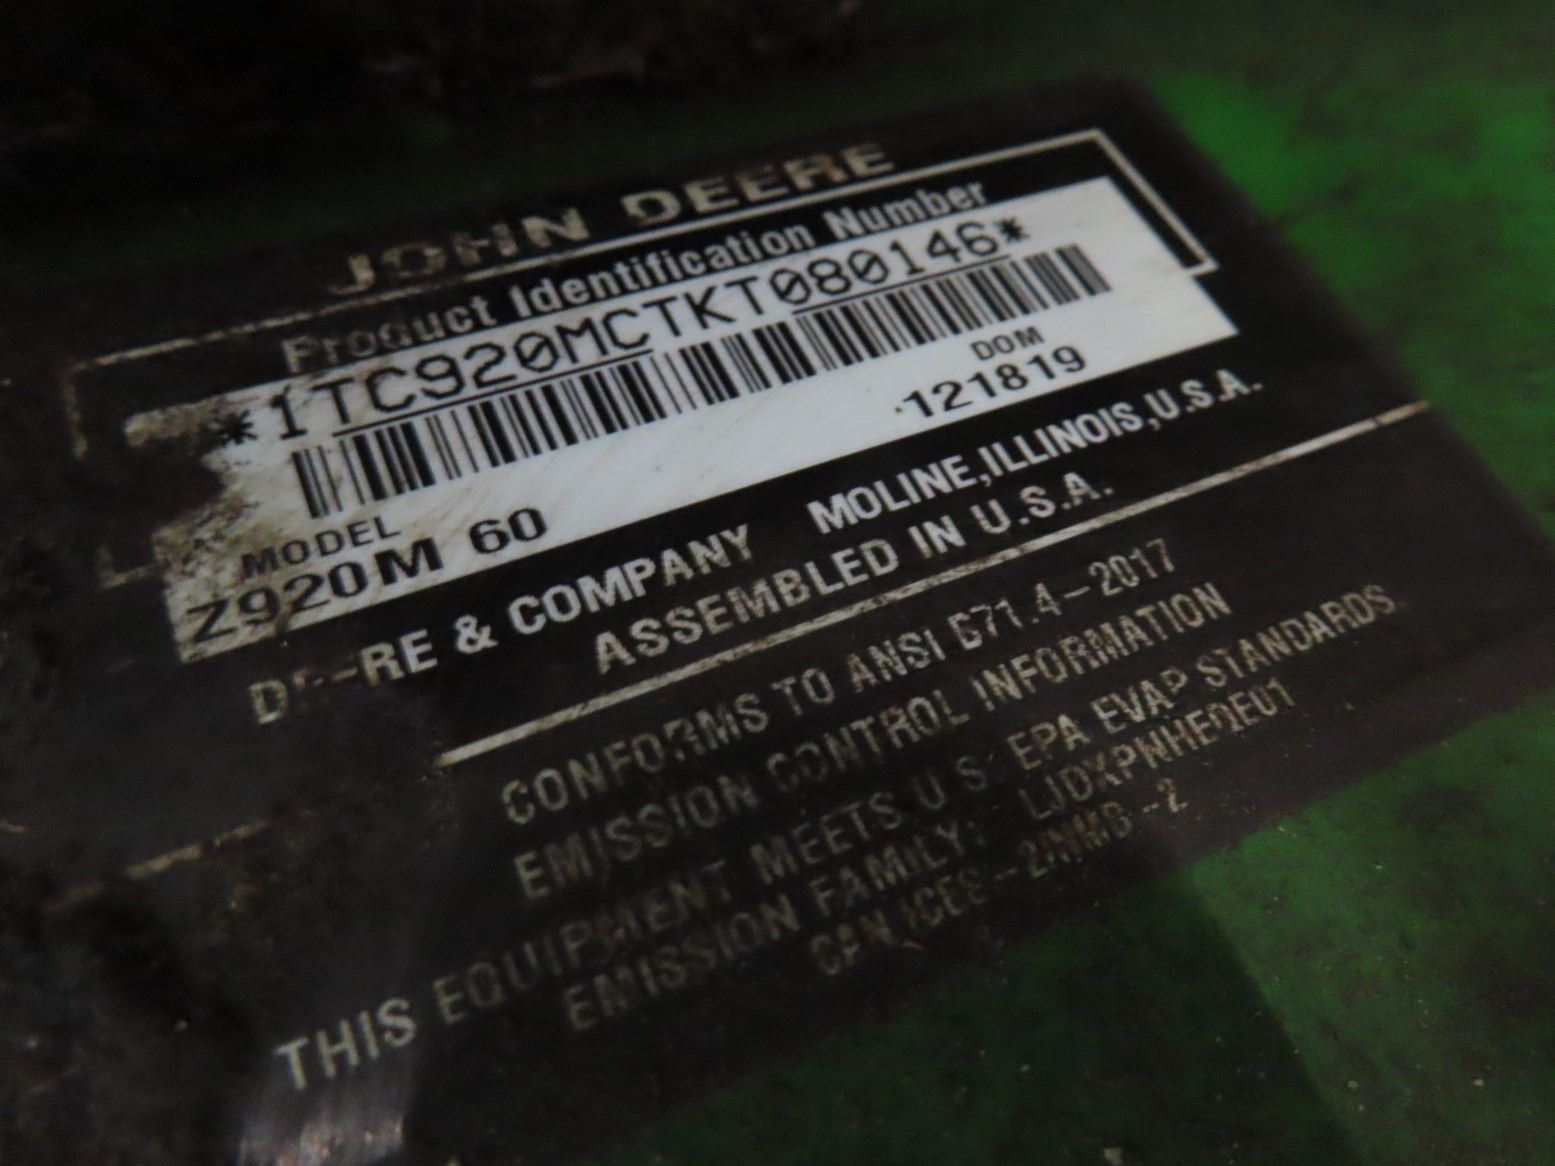 JOHN DEERE
Product Identification Number
*1TC920MCTKT080146*
DOM
121819
MODEL
Z920M 60
& COMPANY MOLINE, ILLINOIS, U.S.A.
ASSEMBLED IN U.S.A.
CONFORMS TO ANSI B71.4-2017
EMISSION CONTROL INFORMATION
THIS EQUIPMENT MEETS U S EPA EVAP STANDARDS.
EMISSION FAMILY: